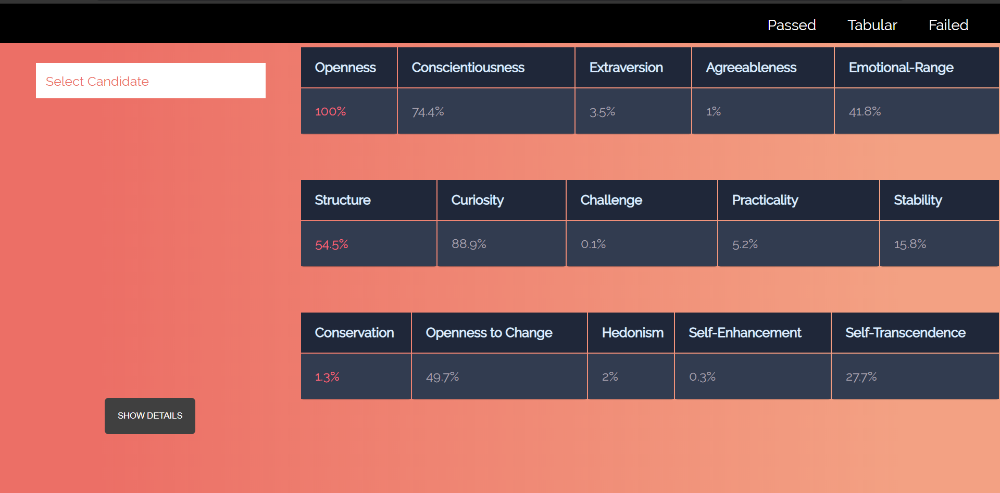 Passed Tabular Failed
Select Candidate
Openness Conscientiousness Extraversion Agreeableness Emotional-Range
100% 74.4% 3.5% 1% 41.8%
Structure Curiosity Challenge Practicality Stability
54.5% 88.9% 0.1% 5.2% 15.8%
Conservation Openness to Change Hedonism Self-Enhancement Self-Transcendence
1.3% 49.7% 2% 0.3% 27.7%
SHOW DETAILS